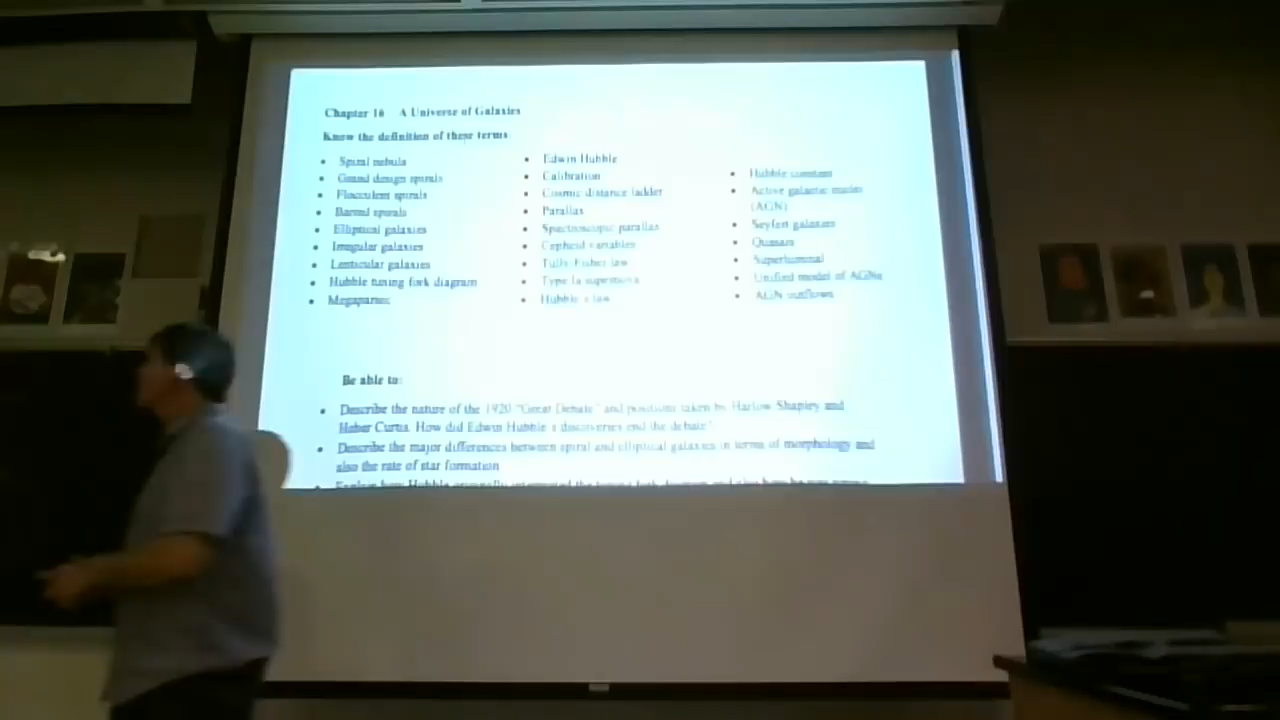 Chapter 16 A Universe of Galaxies
Know the definition of these terms
• Spiral nebula
• Grand design spirals
• Flocculent spirals
• Barred spirals
• Elliptical galaxies
• Irregular galaxies
• Lenticular galaxies
• Hubble tuning fork diagram
• Megaparsec
• Edwin Hubble
• Calibration
• Cosmic distance ladder
• Parallax
• Spectroscopic parallax
• Cepheid variables
• Tully-Fisher law
• Type Ia supernova
• Hubble's law
• Hubble constant
• Active galactic nuclei
(AGN)
• Seyfert galaxies
• Quasars
• Superluminal
• Unified model of AGNs
• AGN outflows
Be able to:
• Describe the nature of the 1920 "Great Debate" and positions taken by Harlow Shapley and
Heber Curtis. How did Edwin Hubble's discoveries end the debate?
• Describe the major differences between spiral and elliptical galaxies in terms of morphology and
also the rate of star formation
• Explain how Hubble originally interpreted the